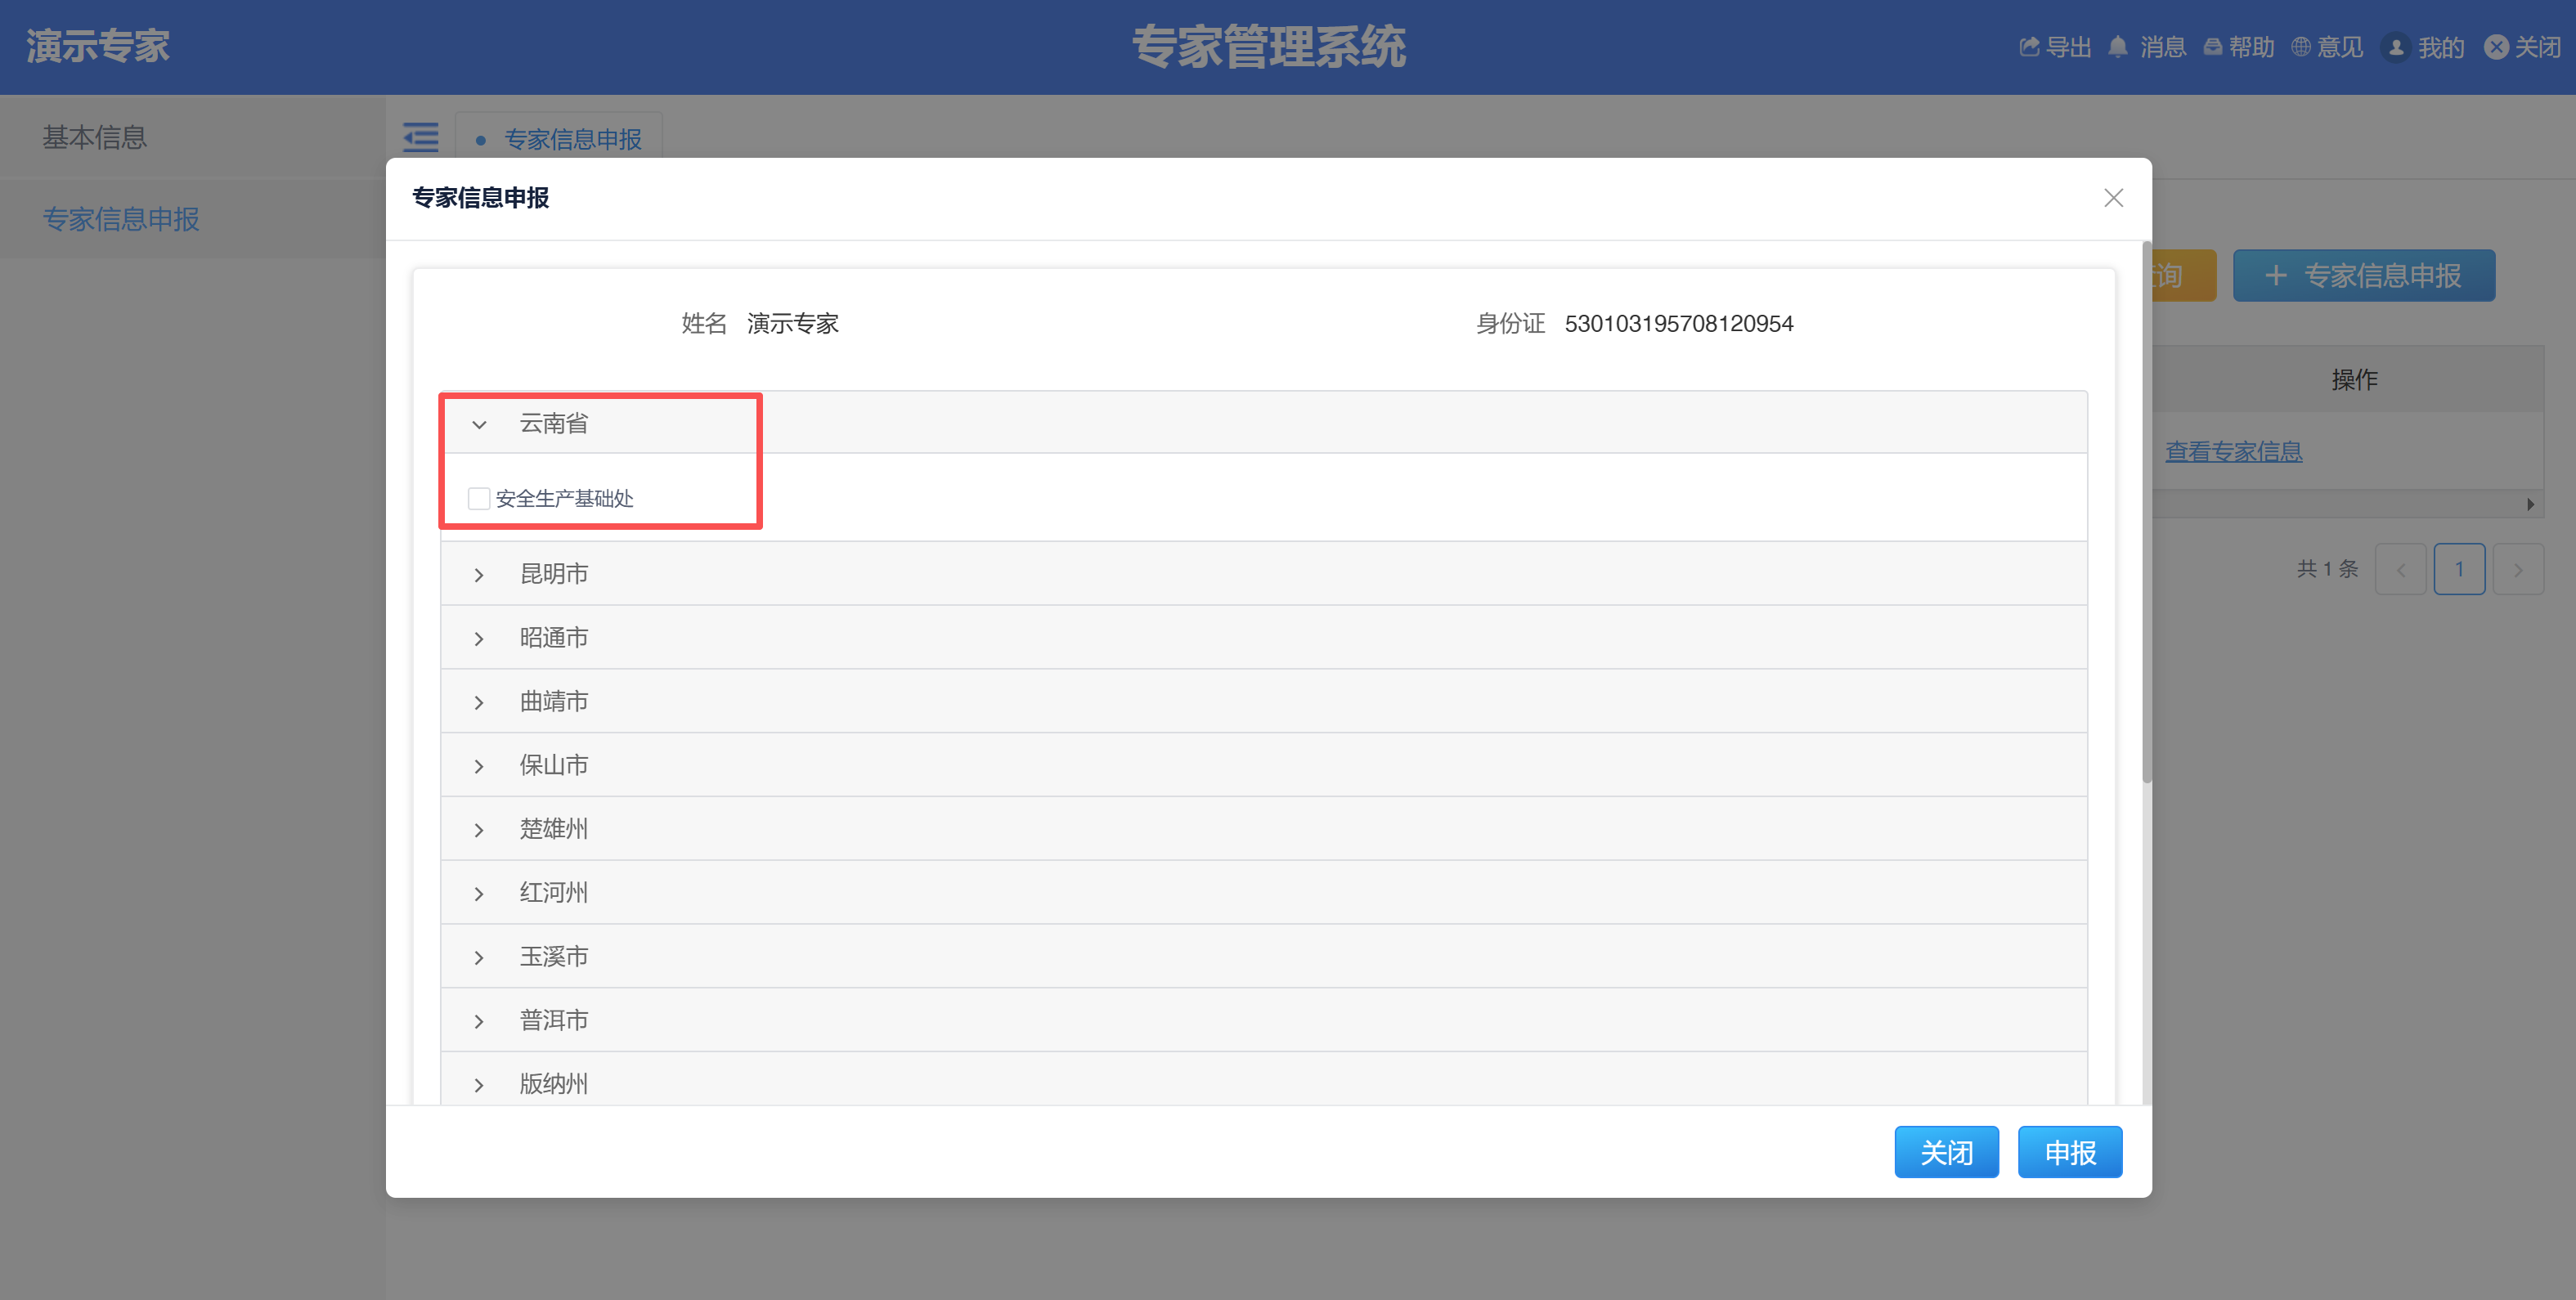 演示专家
专家管理系统
导出 消息 帮助 意见 我的 关闭
基本信息
专家信息申报
专家信息申报
专家信息申报
询
专家信息申报
姓名 演示专家
身份证 530103195708120954
操作
云南省
查看专家信息
安全生产基础处
昆明市
共 1 条
1
昭通市
曲靖市
保山市
楚雄州
红河州
玉溪市
普洱市
版纳州
关闭
申报